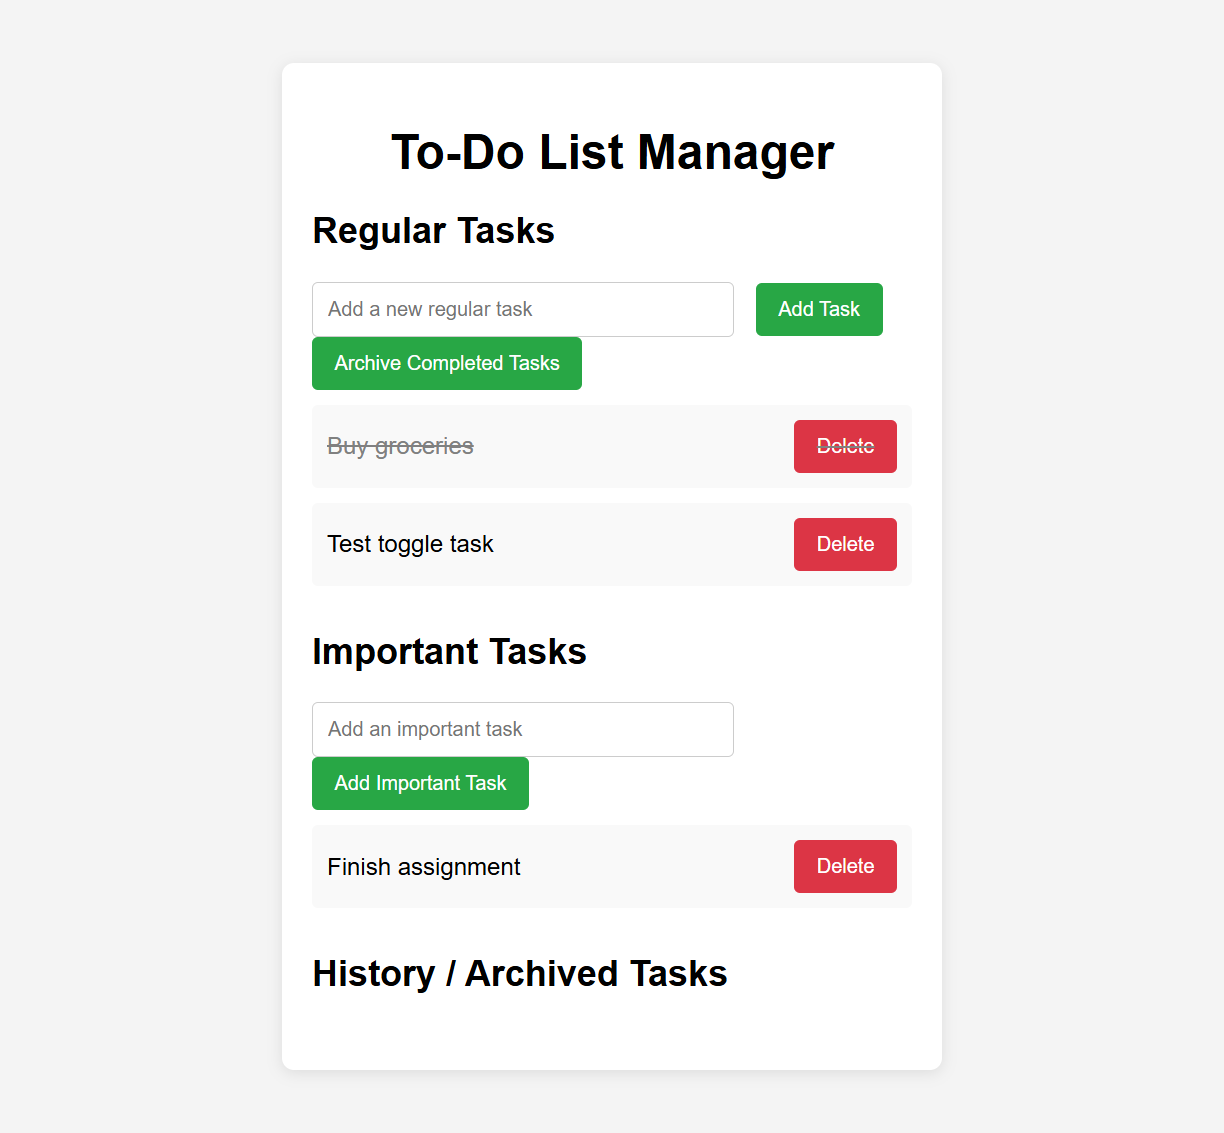 To-Do List Manager
Regular Tasks
Add a new regular task Add Task
Archive Completed Tasks
Buy groceries Delete
Test toggle task Delete
Important Tasks
Add an important task
Add Important Task
Finish assignment Delete
History / Archived Tasks